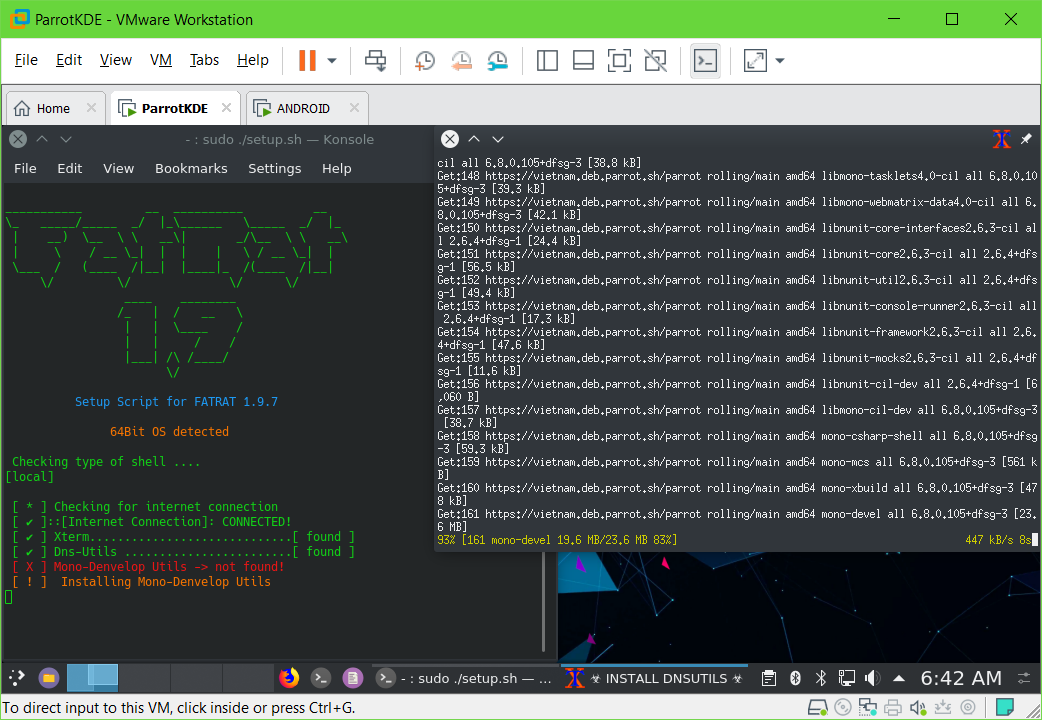 ParrotKDE - VMware Workstation
File Edit View VM Tabs Help
Home ParrotKDE ANDROID
- : sudo ./setup.sh — Konsole
File Edit View Bookmarks Settings Help
Setup Script for FATRAT 1.9.7
64Bit OS detected
Checking type of shell ....
[local]
[ * ] Checking for internet connection
[ ✔ ]::[Internet Connection]: CONNECTED!
[ ✔ ] Xterm.............................[ found ]
[ ✔ ] Dns-Utils ........................[ found ]
[ X ] Mono-Denvelop Utils -> not found!
[ ! ]  Installing Mono-Denvelop Utils
cil all 6.8.0.105+dfsg-3 [38.8 kB]
Get:148 https://vietnam.deb.parrot.sh/parrot rolling/main amd64 libmono-tasklets4.0-cil all 6.8.0.10
5+dfsg-3 [39.3 kB]
Get:149 https://vietnam.deb.parrot.sh/parrot rolling/main amd64 libmono-webmatrix-data4.0-cil all 6.
8.0.105+dfsg-3 [42.1 kB]
Get:150 https://vietnam.deb.parrot.sh/parrot rolling/main amd64 libnunit-core-interfaces2.6.3-cil al
l 2.6.4+dfsg-1 [24.4 kB]
Get:151 https://vietnam.deb.parrot.sh/parrot rolling/main amd64 libnunit-core2.6.3-cil all 2.6.4+dfs
g-1 [56.5 kB]
Get:152 https://vietnam.deb.parrot.sh/parrot rolling/main amd64 libnunit-util2.6.3-cil all 2.6.4+dfs
g-1 [49.4 kB]
Get:153 https://vietnam.deb.parrot.sh/parrot rolling/main amd64 libnunit-console-runner2.6.3-cil all
2.6.4+dfsg-1 [17.3 kB]
Get:154 https://vietnam.deb.parrot.sh/parrot rolling/main amd64 libnunit-framework2.6.3-cil all 2.6.
4+dfsg-1 [47.6 kB]
Get:155 https://vietnam.deb.parrot.sh/parrot rolling/main amd64 libnunit-mocks2.6.3-cil all 2.6.4+df
sg-1 [11.6 kB]
Get:156 https://vietnam.deb.parrot.sh/parrot rolling/main amd64 libnunit-cil-dev all 2.6.4+dfsg-1 [6
,060 B]
Get:157 https://vietnam.deb.parrot.sh/parrot rolling/main amd64 libmono-cil-dev all 6.8.0.105+dfsg-3
[38.7 kB]
Get:158 https://vietnam.deb.parrot.sh/parrot rolling/main amd64 mono-csharp-shell all 6.8.0.105+dfsg
-3 [59.3 kB]
Get:159 https://vietnam.deb.parrot.sh/parrot rolling/main amd64 mono-mcs all 6.8.0.105+dfsg-3 [561 k
B]
Get:160 https://vietnam.deb.parrot.sh/parrot rolling/main amd64 mono-xbuild all 6.8.0.105+dfsg-3 [47
8 kB]
Get:161 https://vietnam.deb.parrot.sh/parrot rolling/main amd64 mono-devel all 6.8.0.105+dfsg-3 [23.
6 MB]
93% [161 mono-devel 19.6 MB/23.6 MB 83%] 447 kB/s 8s
- : sudo ./setup.sh — ... ☣ INSTALL DNSUTILS ☣ 6:42 AM
To direct input to this VM, click inside or press Ctrl+G.